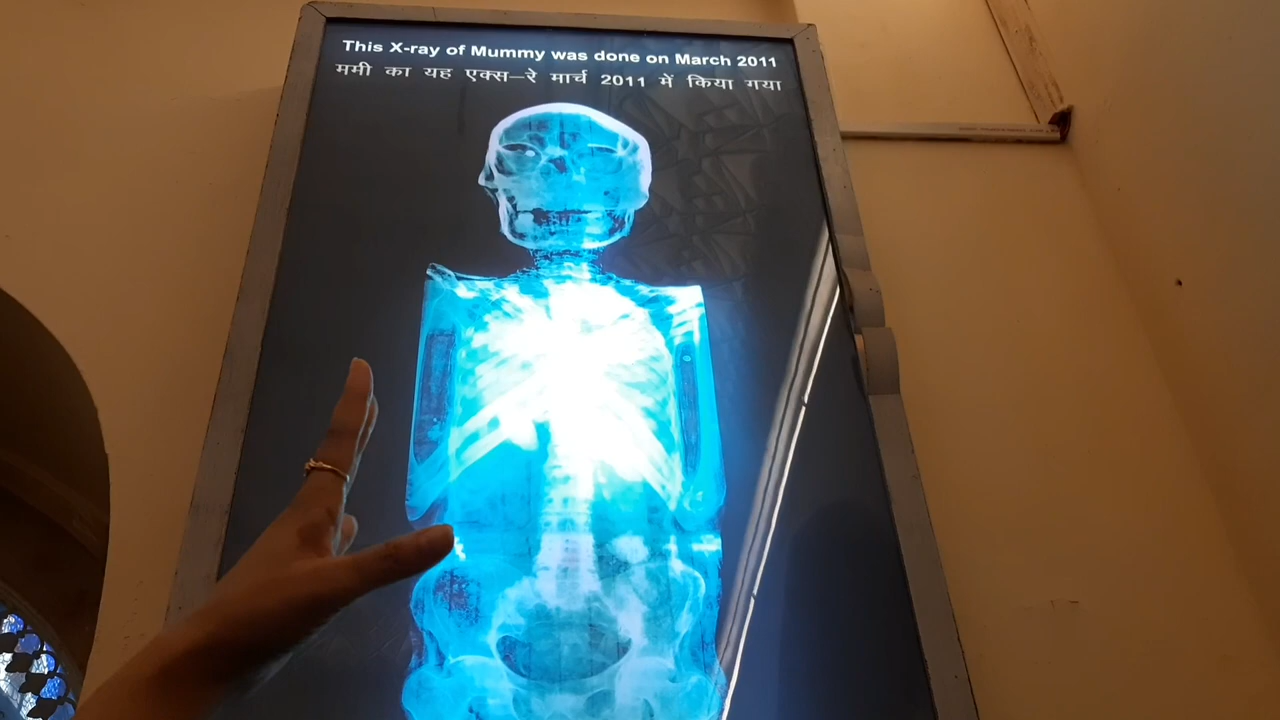 This X-ray of Mummy was done on March 2011
ममी का यह एक्स–रे मार्च 2011 में किया गया